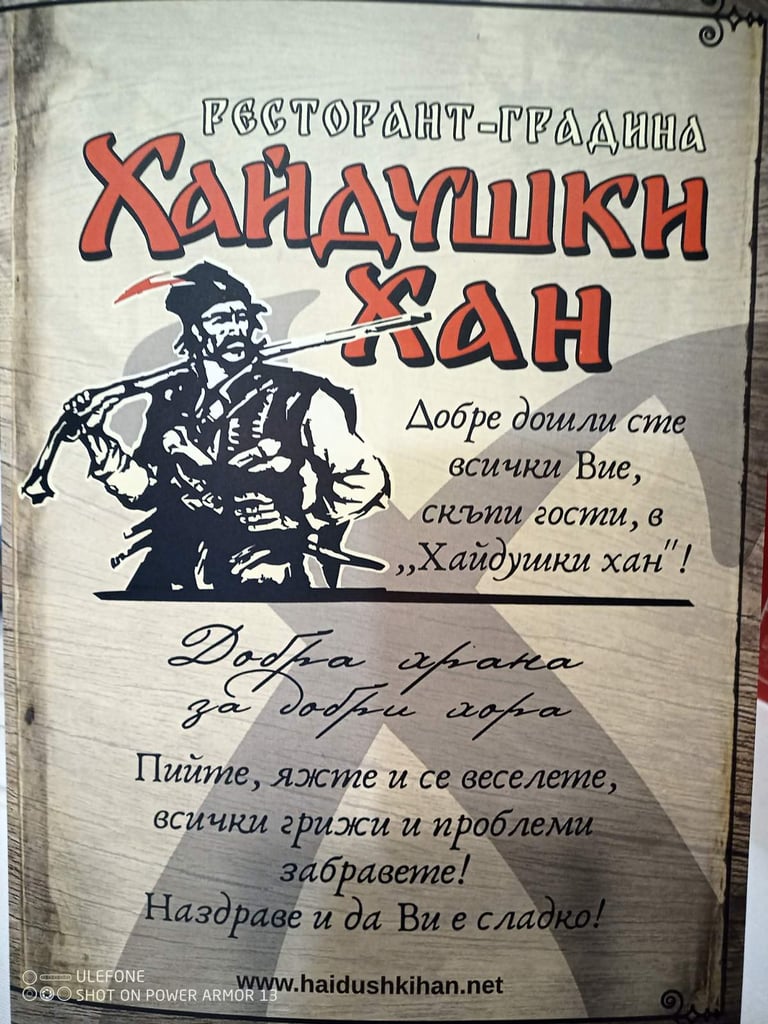 РЕСТОРАНТ-ГРАДИНА
ХАЙДУШКИ
ХАН
Добре дошли сте
всички Вие,
скъпи гости, в
,,Хайдушки хан"!
Добра храна
за добри хора
Пийте, яжте и се веселете,
всички грижи и проблеми
забравете!
Наздраве и да Ви е сладко!
www.haidushkihan.net
ULEFONE
SHOT ON POWER ARMOR 13